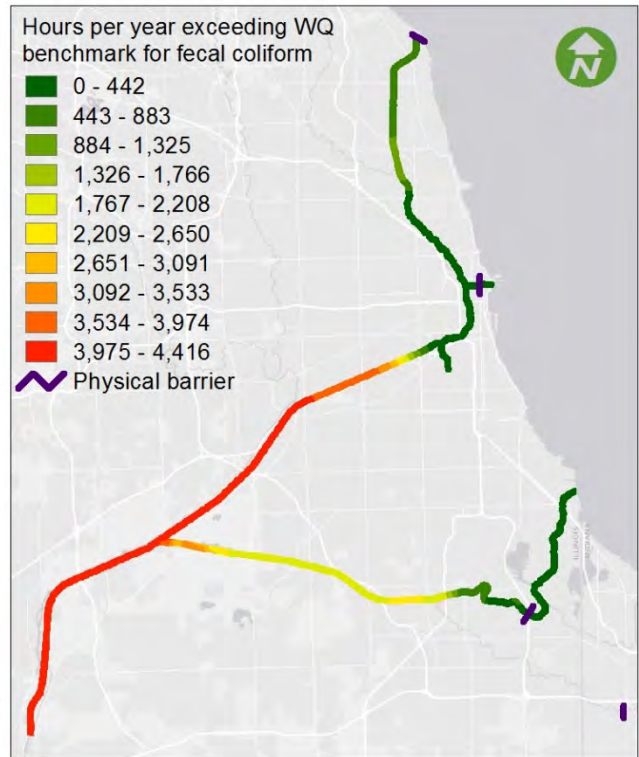 Hours per year exceeding WQ
benchmark for fecal coliform
0 - 442
443 - 883
884 - 1,325
1,326 - 1,766
1,767 - 2,208
2,209 - 2,650
2,651 - 3,091
3,092 - 3,533
3,534 - 3,974
3,975 - 4,416
Physical barrier
N